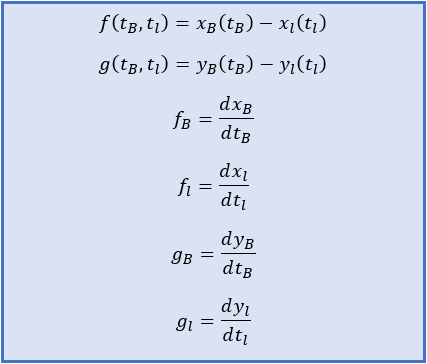 f(t_B, t_l) = x_B(t_B) − x_l(t_l)
g(t_B, t_l) = y_B(t_B) − y_l(t_l)
f_B = dx_B/dt_B
f_l = dx_l/dt_l
g_B = dy_B/dt_B
g_l = dy_l/dt_l